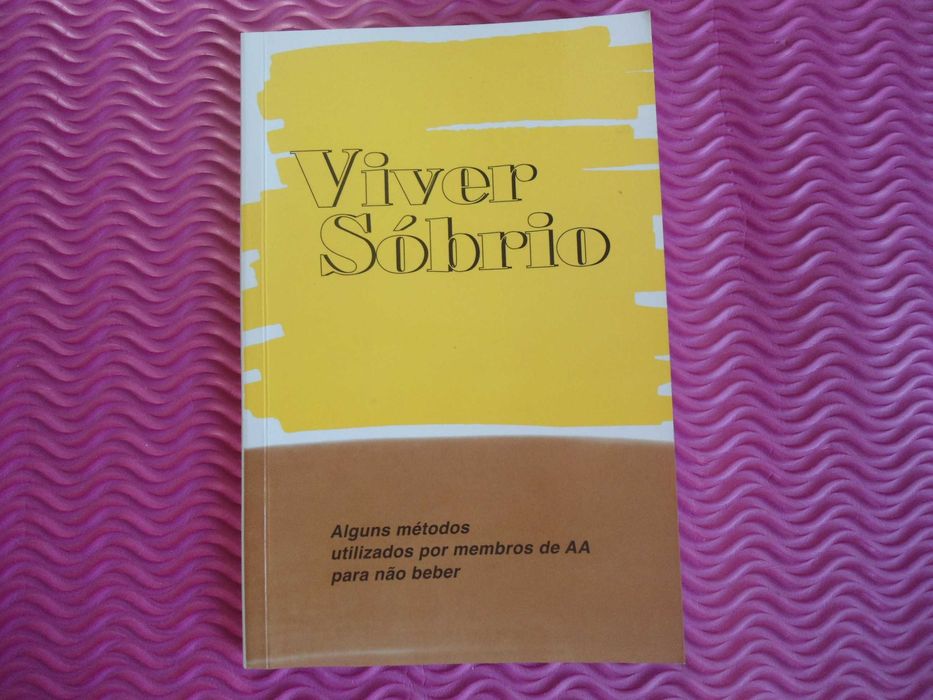 Viver
Sóbrio
Alguns métodos
utilizados por membros de AA
para não beber